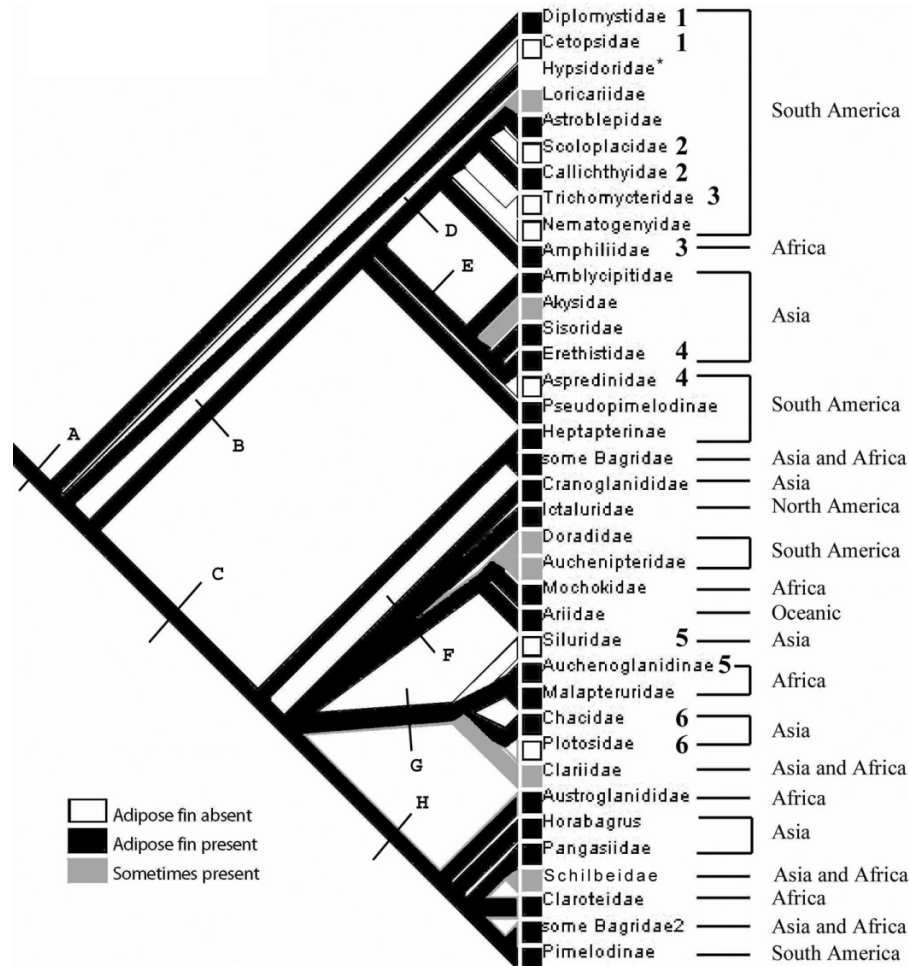 Diplomystidae 1
Cetopsidae 1
Hypsidoridae*
Loricariidae
Astroblepidae
South America
Scoloplacidae 2
Callichthyidae 2
Trichomycteridae 3
Nematogenyidae
D
Amphiliidae 3 Africa
E
Amblycipitidae
Akysidae
Asia
Sisoridae
Erethistidae 4
Aspredinidae 4
Pseudopimelodinae South America
Heptapterinae
A
B
some Bagridae Asia and Africa
Cranoglanididae Asia
Ictaluridae North America
Doradidae
South America
Auchenipteridae
C
Mochokidae Africa
Ariidae Oceanic
Siluridae 5 Asia
F
Auchenoglanidinae 5
Africa
Malapteruridae
Chacidae 6
Asia
Plotosidae 6
G
Clariidae Asia and Africa
H
Austroglanididae Africa
Adipose fin absent
Horabagrus
Adipose fin present
Asia
Pangasiidae
Sometimes present
Schilbeidae Asia and Africa
Claroteidae Africa
some Bagridae2 Asia and Africa
Pimelodinae South America